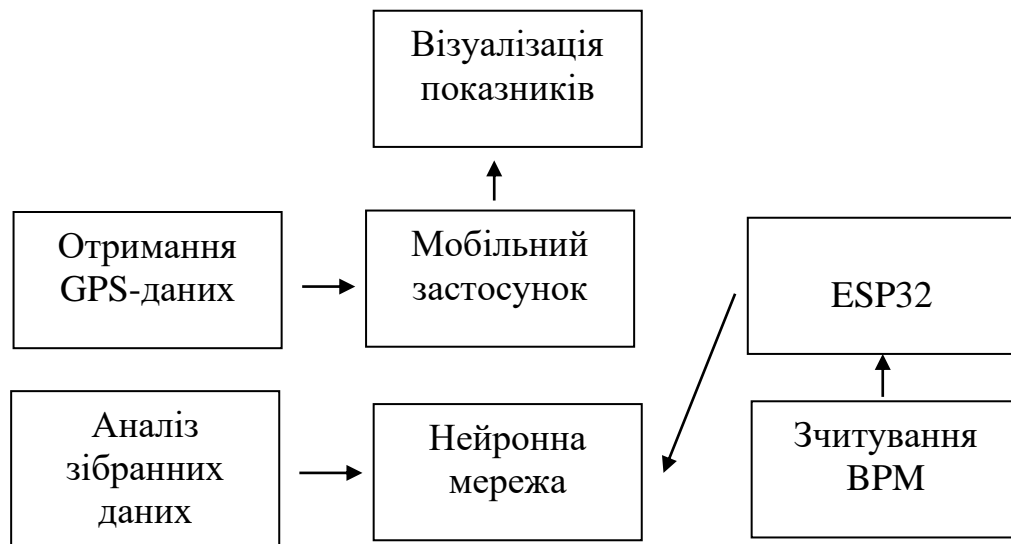 Візуалізація
показників
Отримання
GPS-даних
Мобільний
застосунок
ESP32
Аналіз
зібранних
даних
Нейронна
мережа
Зчитування
BPM